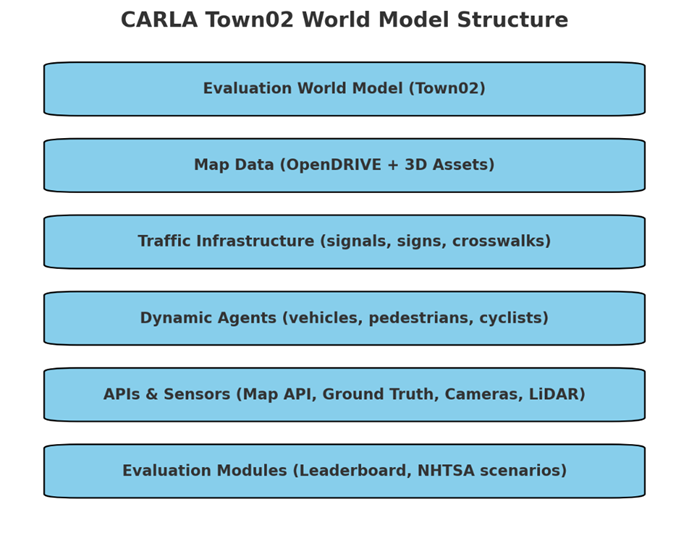 CARLA Town02 World Model Structure
Evaluation World Model (Town02)
Map Data (OpenDRIVE + 3D Assets)
Traffic Infrastructure (signals, signs, crosswalks)
Dynamic Agents (vehicles, pedestrians, cyclists)
APIs & Sensors (Map API, Ground Truth, Cameras, LiDAR)
Evaluation Modules (Leaderboard, NHTSA scenarios)